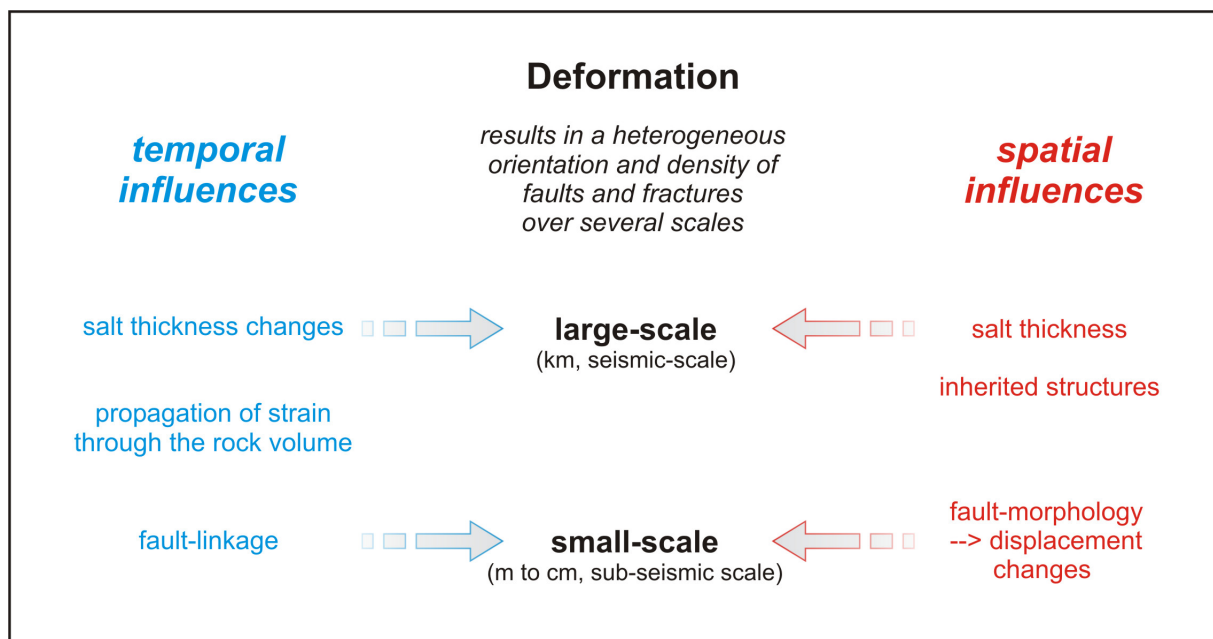 Deformation
results in a heterogeneous
orientation and density of
faults and fractures
over several scales
temporal
influences
spatial
influences
salt thickness changes
large-scale
(km, seismic-scale)
salt thickness
inherited structures
propagation of strain
through the rock volume
fault-linkage
small-scale
(m to cm, sub-seismic scale)
fault-morphology
--> displacement
changes